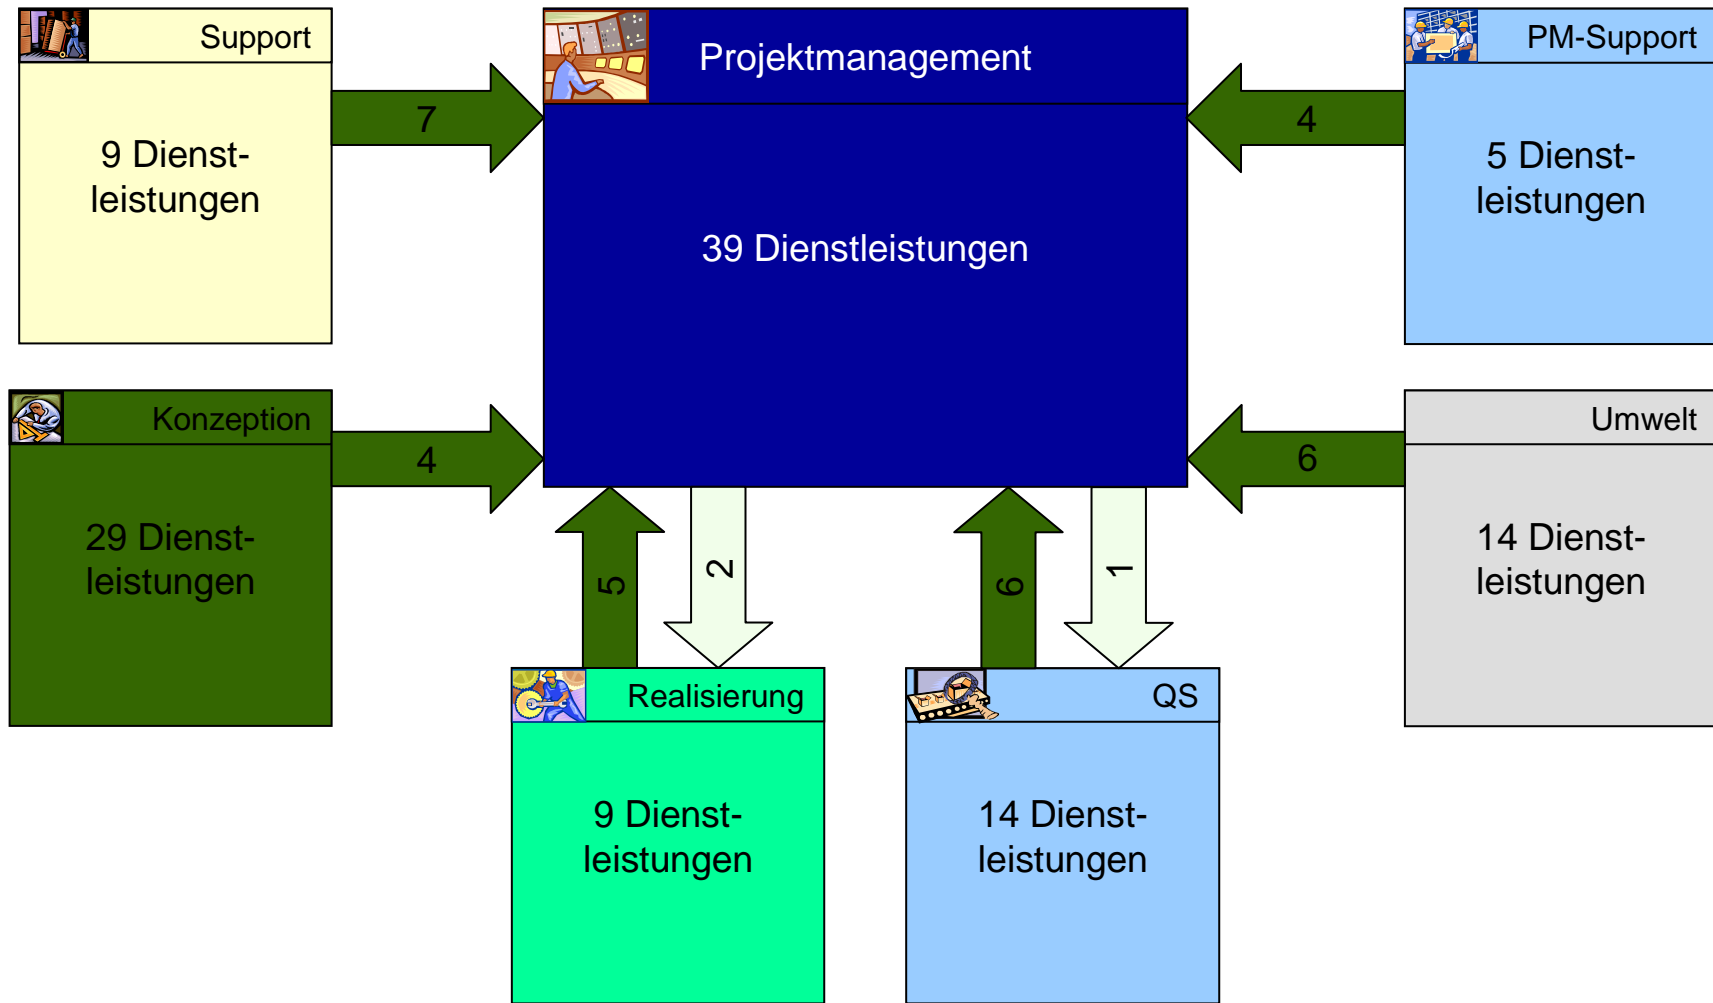 Support
9 Dienst-
leistungen
7
Projektmanagement
39 Dienstleistungen
4
PM-Support
5 Dienst-
leistungen
Konzeption
29 Dienst-
leistungen
4
6
Umwelt
14 Dienst-
leistungen
5
2
6
1
Realisierung
9 Dienst-
leistungen
QS
14 Dienst-
leistungen